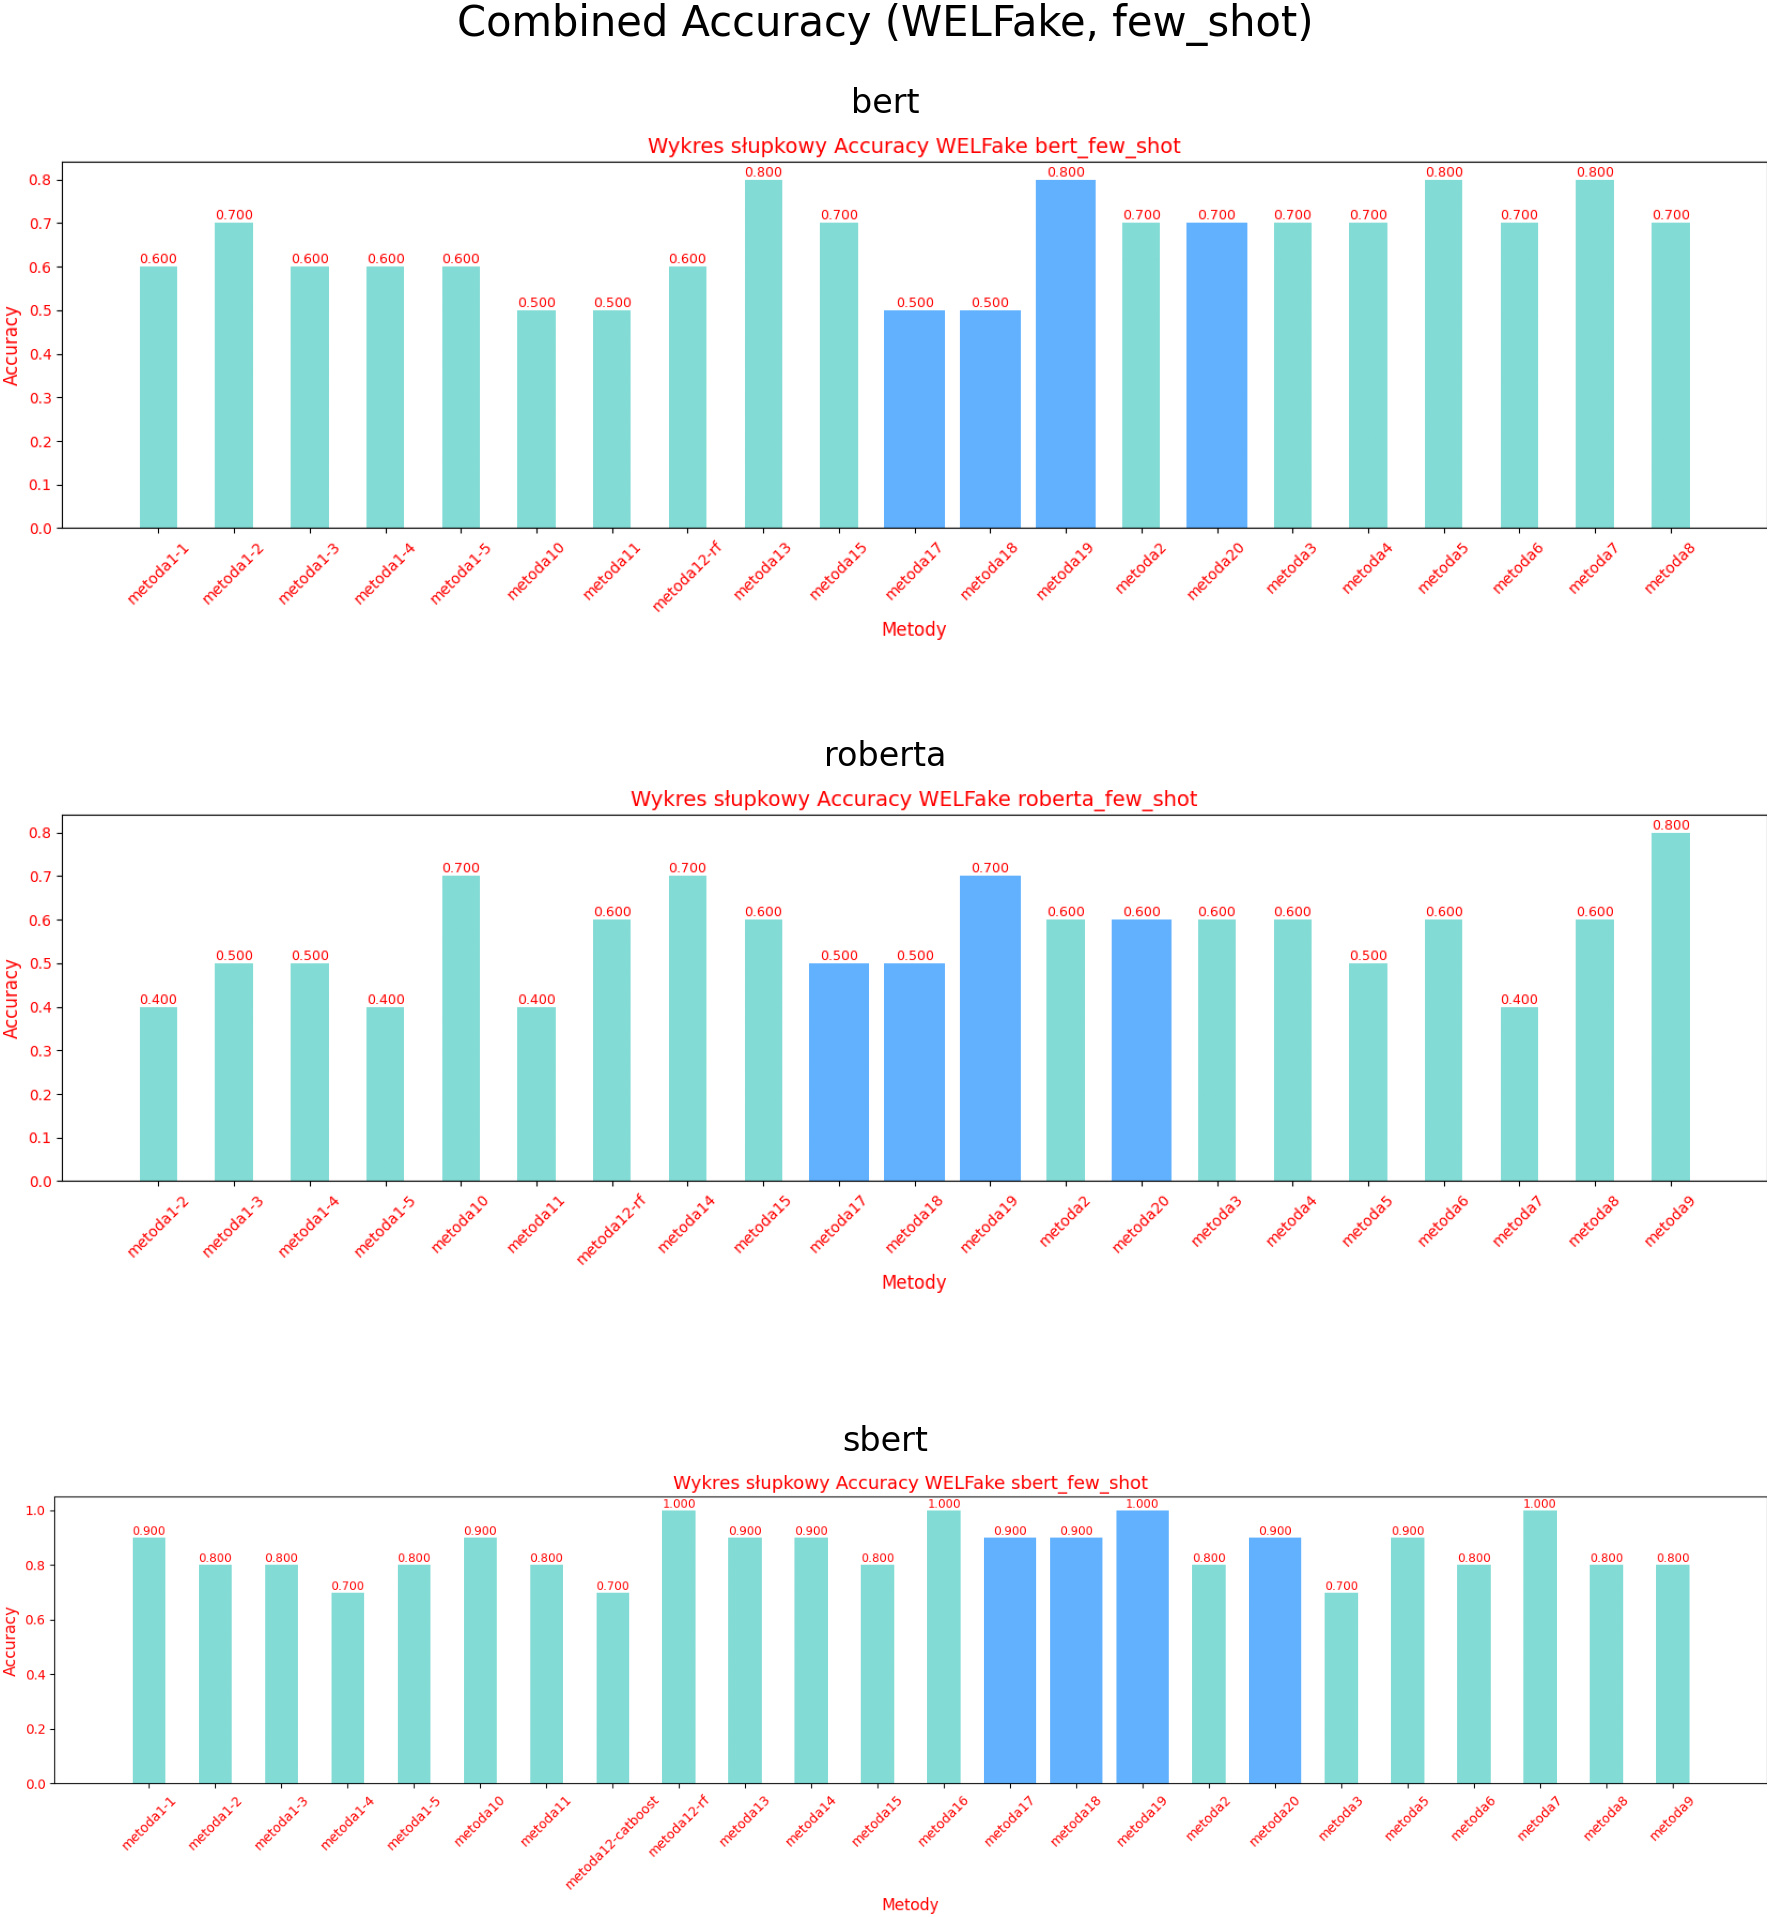 Combined Accuracy (WELFake, few_shot)
bert
Wykres słupkowy Accuracy WELFake bert_few_shot
0.600 0.700 0.600 0.600 0.600 0.500 0.500 0.600 0.800 0.700 0.500 0.500 0.800 0.700 0.700 0.700 0.700 0.800 0.700 0.800 0.700
0.8
0.7
0.6
0.5
0.4
0.3
0.2
0.1
0.0
Accuracy
metoda1-1 metoda1-2 metoda1-3 metoda1-4 metoda1-5 metoda10 metoda11 metoda12-rf metoda13 metoda15 metoda17 metoda18 metoda19 metoda2 metoda20 metoda3 metoda4 metoda5 metoda6 metoda7 metoda8
Metody
roberta
Wykres słupkowy Accuracy WELFake roberta_few_shot
0.400 0.500 0.500 0.400 0.700 0.400 0.600 0.700 0.600 0.500 0.500 0.700 0.600 0.600 0.600 0.600 0.500 0.600 0.400 0.600 0.800
0.8
0.7
0.6
0.5
0.4
0.3
0.2
0.1
0.0
Accuracy
metoda1-2 metoda1-3 metoda1-4 metoda1-5 metoda10 metoda11 metoda12-rf metoda14 metoda15 metoda17 metoda18 metoda19 metoda2 metoda20 metoda3 metoda4 metoda5 metoda6 metoda7 metoda8 metoda9
Metody
sbert
Wykres słupkowy Accuracy WELFake sbert_few_shot
0.900 0.800 0.800 0.700 0.800 0.900 0.800 0.700 1.000 0.900 0.900 0.800 1.000 0.900 0.900 1.000 0.800 0.900 0.700 0.900 0.800 1.000 0.800 0.800
1.0
0.8
0.6
0.4
0.2
0.0
Accuracy
metoda1-1 metoda1-2 metoda1-3 metoda1-4 metoda1-5 metoda10 metoda11 metoda12-catboost metoda12-rf metoda13 metoda14 metoda15 metoda16 metoda17 metoda18 metoda19 metoda2 metoda20 metoda3 metoda5 metoda6 metoda7 metoda8 metoda9
Metody